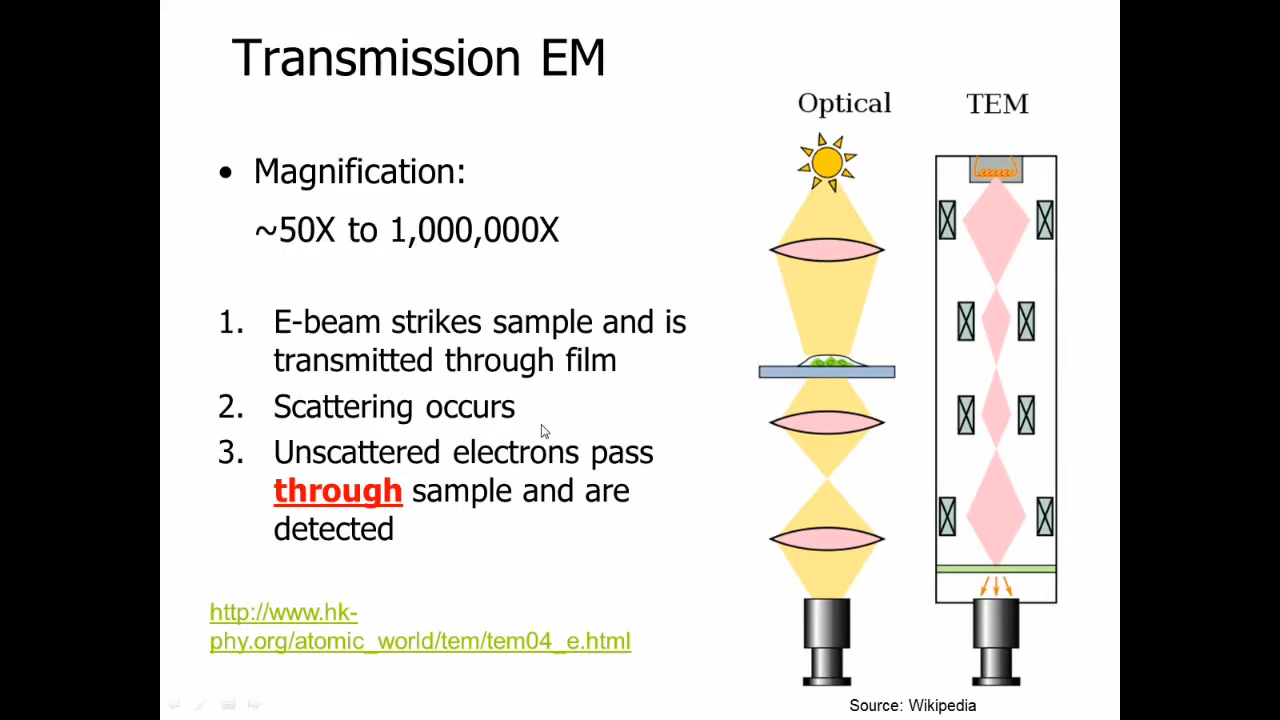 Transmission EM
Optical
TEM
• Magnification:
~50X to 1,000,000X
1. E-beam strikes sample and is
transmitted through film
2. Scattering occurs
3. Unscattered electrons pass
through sample and are
detected
http://www.hk-
phy.org/atomic_world/tem/tem04_e.html
Source: Wikipedia